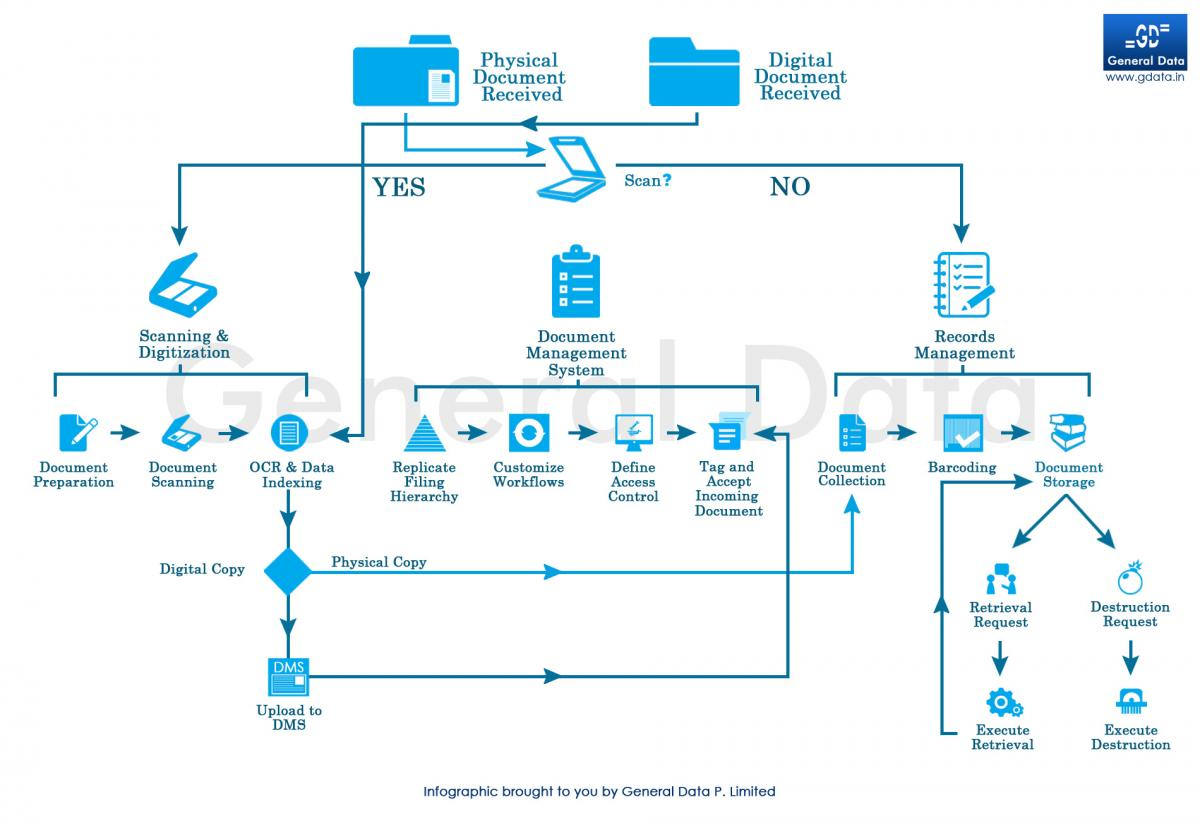 Physical
Document
Received
Digital
Document
Received
GD
General Data
www.gdata.in
Scan?
YES
NO
Scanning &
Digitization
Document
Management
System
Records
Management
General Data
Document
Preparation
Document
Scanning
OCR & Data
Indexing
Replicate
Filing
Hierarchy
Customize
Workflows
Define
Access
Control
Tag and
Accept
Incoming
Document
Document
Collection
Barcoding
Document
Storage
Digital Copy
Physical Copy
Retrieval
Request
Destruction
Request
DMS
Upload to
DMS
Execute
Retrieval
Execute
Destruction
Infographic brought to you by General Data P. Limited